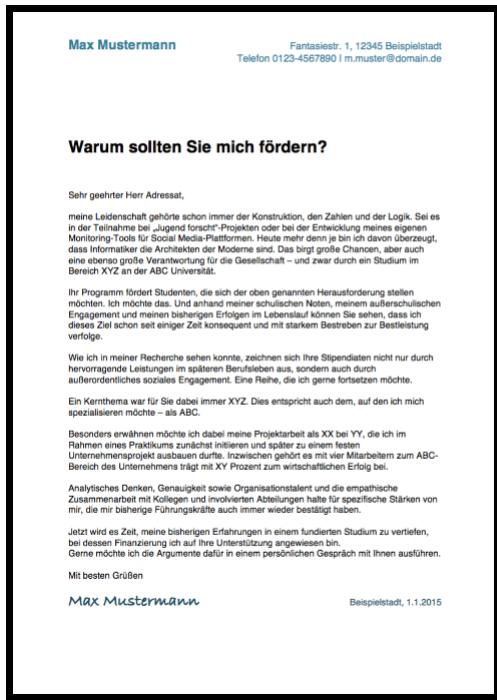 Max Mustermann
Fantasiestr. 1, 12345 Beispielstadt
Telefon 0123-4567890 I m.muster@domain.de
Warum sollten Sie mich fördern?
Sehr geehrter Herr Adressat,
meine Leidenschaft gehörte schon immer der Konstruktion, den Zahlen und der Logik. Sei es
in der Teilnahme bei „Jugend forscht“-Projekten oder bei der Entwicklung meines eigenen
Monitoring-Tools für Social Media-Plattformen. Heute mehr denn je bin ich davon überzeugt,
dass Informatiker die Architekten der Moderne sind. Das birgt große Chancen, aber auch
eine ebenso große Verantwortung für die Gesellschaft – und zwar durch ein Studium im
Bereich XYZ an der ABC Universität.
Ihr Programm fördert Studenten, die sich der oben genannten Herausforderung stellen
möchten. Ich möchte das. Und anhand meiner schulischen Noten, meinem außerschulischen
Engagement und meinen bisherigen Erfolgen im Lebenslauf können Sie sehen, dass ich
dieses Ziel schon seit einiger Zeit konsequent und mit starkem Bestreben zur Bestleistung
verfolge.
Wie ich in meiner Recherche sehen konnte, zeichnen sich Ihre Stipendiaten nicht nur durch
hervorragende Leistungen im späteren Berufsleben aus, sondern auch durch
außerordentliches soziales Engagement. Eine Reihe, die ich gerne fortsetzen möchte.
Ein Kernthema war für Sie dabei immer XYZ. Dies entspricht auch dem, auf den ich mich
spezialisieren möchte – als ABC.
Besonders erwähnen möchte ich dabei meine Projektarbeit als XX bei YY, die ich im
Rahmen eines Praktikums zunächst initiieren und später zu einem festen
Unternehmensprojekt ausbauen durfte. Inzwischen gehört es mit vier Mitarbeitern zum ABC-
Bereich des Unternehmens trägt mit XY Prozent zum wirtschaftlichen Erfolg bei.
Analytisches Denken, Genauigkeit sowie Organisationstalent und die empathische
Zusammenarbeit mit Kollegen und involvierten Abteilungen halte für spezifische Stärken von
mir, die mir bisherige Führungskräfte auch immer wieder bestätigt haben.
Jetzt wird es Zeit, meine bisherigen Erfahrungen in einem fundierten Studium zu vertiefen,
bei dessen Finanzierung ich auf Ihre Unterstützung angewiesen bin.
Gerne möchte ich die Argumente dafür in einem persönlichen Gespräch mit Ihnen ausführen.
Mit besten Grüßen
Max Mustermann
Beispielstadt, 1.1.2015